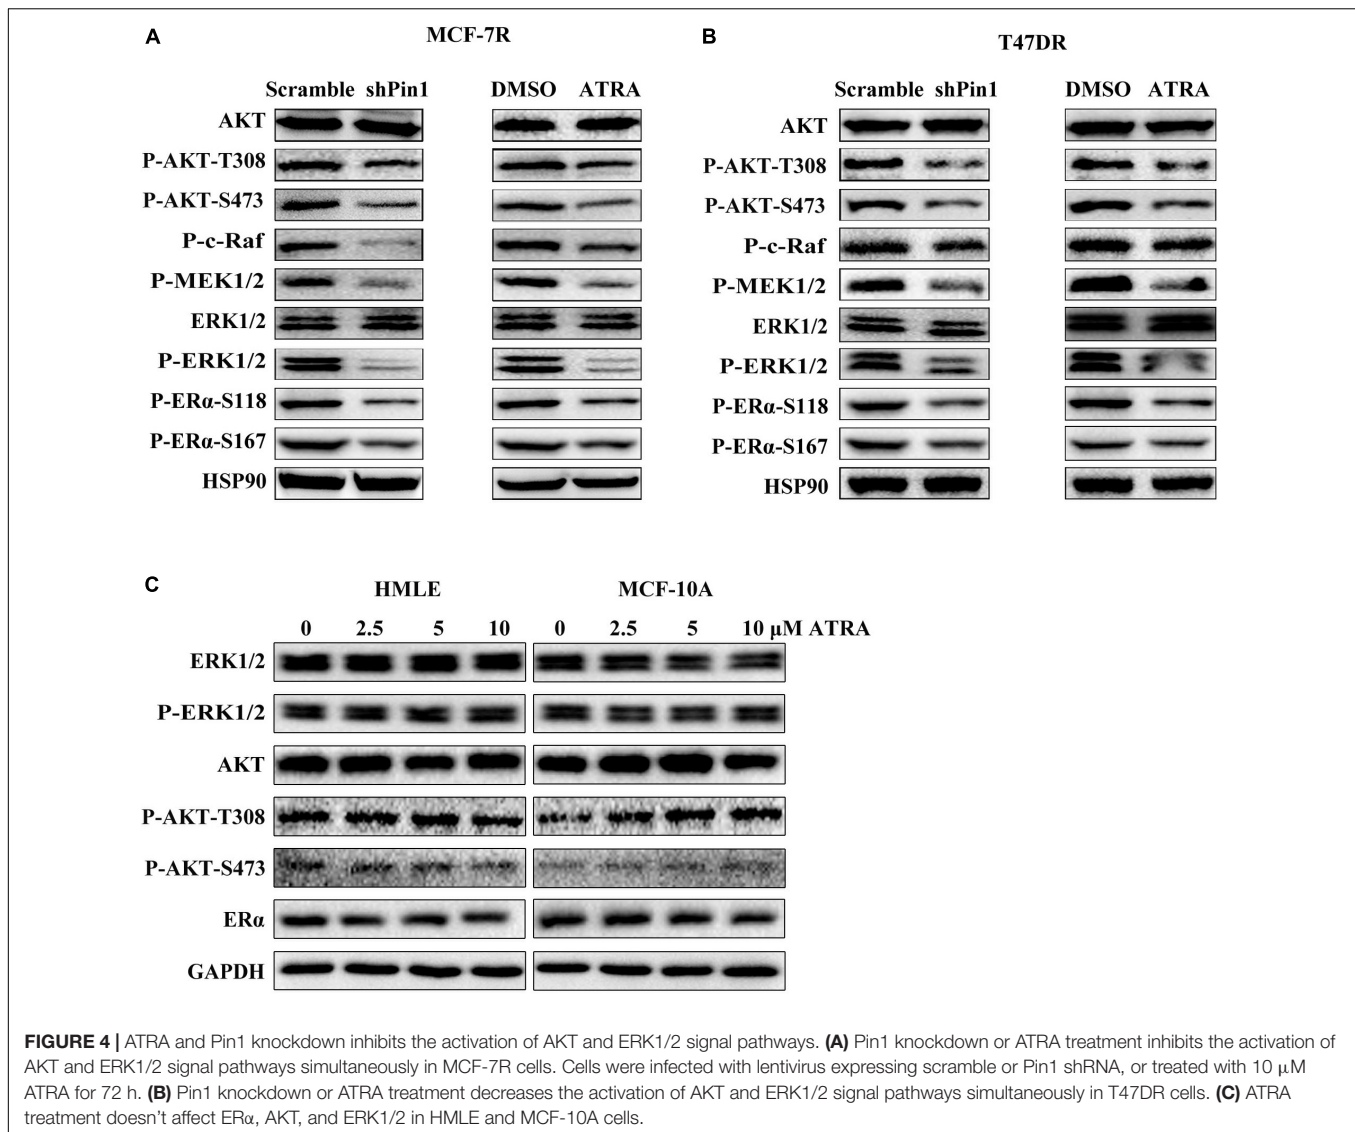 A MCF-7R
Scramble shPin1 DMSO ATRA
AKT
P-AKT-T308
P-AKT-S473
P-c-Raf
P-MEK1/2
ERK1/2
P-ERK1/2
P-ERα-S118
P-ERα-S167
HSP90
B T47DR
Scramble shPin1 DMSO ATRA
AKT
P-AKT-T308
P-AKT-S473
P-c-Raf
P-MEK1/2
ERK1/2
P-ERK1/2
P-ERα-S118
P-ERα-S167
HSP90
C HMLE MCF-10A
0 2.5 5 10 0 2.5 5 10 μM ATRA
ERK1/2
P-ERK1/2
AKT
P-AKT-T308
P-AKT-S473
ERα
GAPDH
FIGURE 4 | ATRA and Pin1 knockdown inhibits the activation of AKT and ERK1/2 signal pathways. (A) Pin1 knockdown or ATRA treatment inhibits the activation of
AKT and ERK1/2 signal pathways simultaneously in MCF-7R cells. Cells were infected with lentivirus expressing scramble or Pin1 shRNA, or treated with 10 μM
ATRA for 72 h. (B) Pin1 knockdown or ATRA treatment decreases the activation of AKT and ERK1/2 signal pathways simultaneously in T47DR cells. (C) ATRA
treatment doesn't affect ERα, AKT, and ERK1/2 in HMLE and MCF-10A cells.